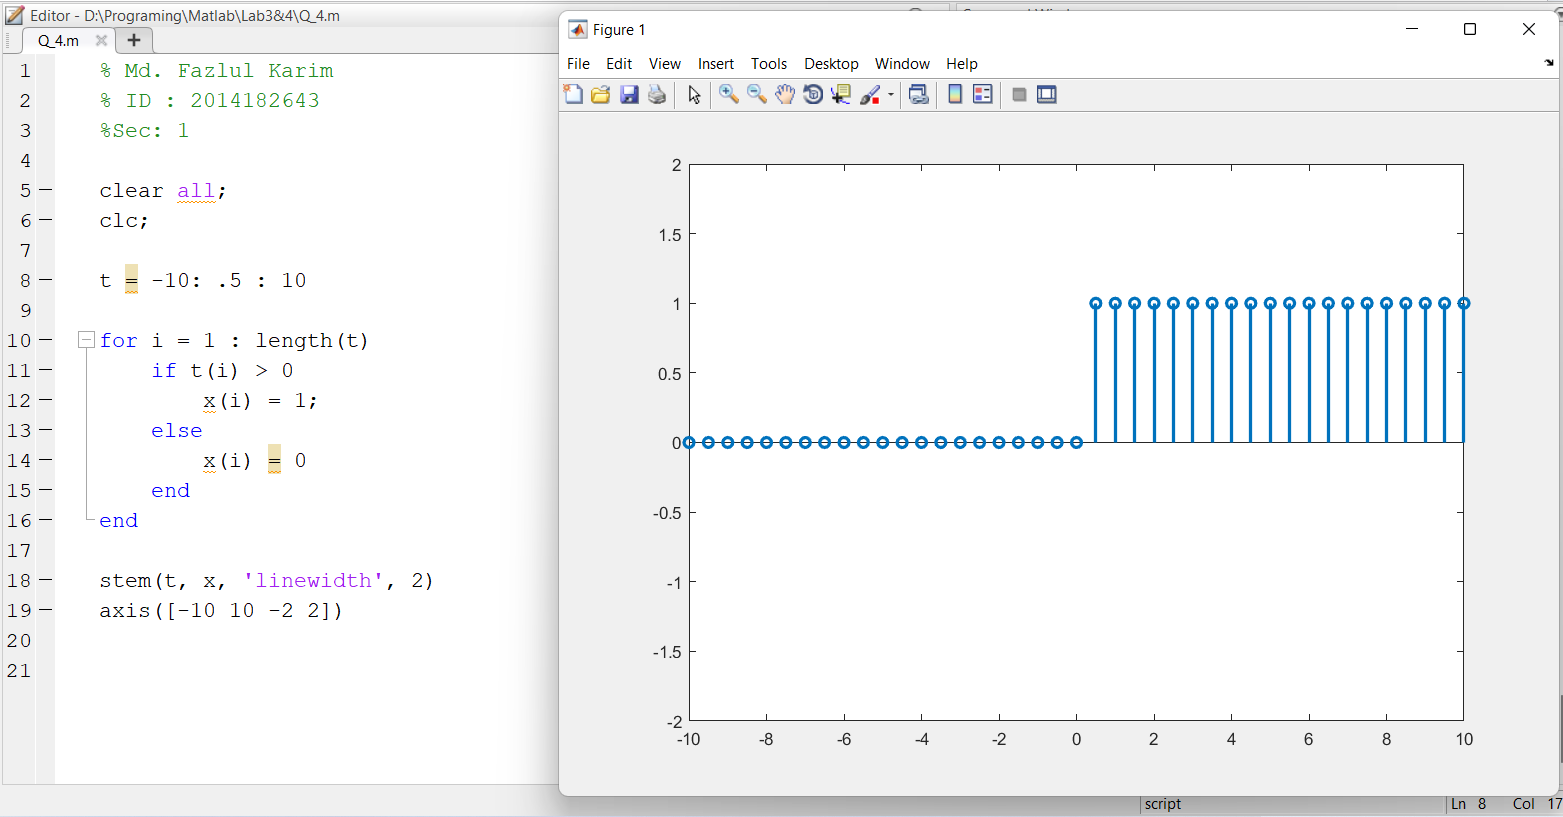 Editor - D:\Programing\Matlab\Lab3&4\Q_4.m
Q_4.m
1 % Md. Fazlul Karim
2 % ID : 2014182643
3 %Sec: 1
4
5 clear all;
6 clc;
7
8 t = -10: .5 : 10
9
10 for i = 1 : length(t)
11 if t(i) > 0
12 x(i) = 1;
13 else
14 x(i) = 0
15 end
16 end
17
18 stem(t, x, 'linewidth', 2)
19 axis([-10 10 -2 2])
20
21
Figure 1
File Edit View Insert Tools Desktop Window Help
2
1.5
1
0.5
0
-0.5
-1
-1.5
-2
-10 -8 -6 -4 -2 0 2 4 6 8 10
script Ln 8 Col 17